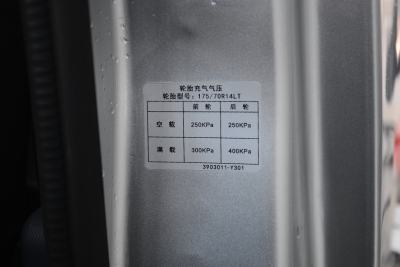 轮胎充气气压
轮胎型号：175/70R14LT
前 轮 后 轮
空 载 250KPa 250KPa
满 载 300KPa 400KPa
3903011-Y301